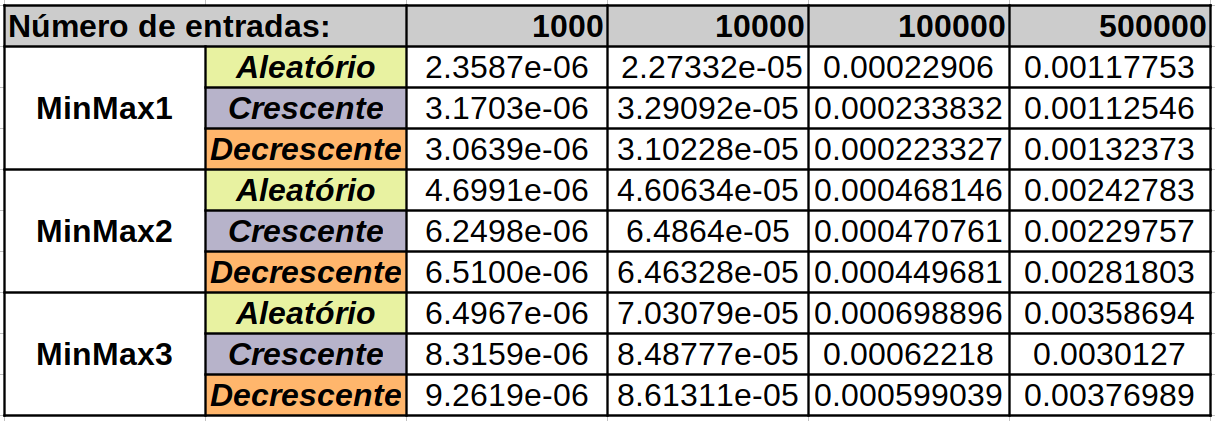 Número de entradas: 1000 10000 100000 500000
Aleatório 2.3587e-06 2.27332e-05 0.00022906 0.00117753
MinMax1 Crescente 3.1703e-06 3.29092e-05 0.000233832 0.00112546
Decrescente 3.0639e-06 3.10228e-05 0.000223327 0.00132373
Aleatório 4.6991e-06 4.60634e-05 0.000468146 0.00242783
MinMax2 Crescente 6.2498e-06 6.4864e-05 0.000470761 0.00229757
Decrescente 6.5100e-06 6.46328e-05 0.000449681 0.00281803
Aleatório 6.4967e-06 7.03079e-05 0.000698896 0.00358694
MinMax3 Crescente 8.3159e-06 8.48777e-05 0.00062218 0.0030127
Decrescente 9.2619e-06 8.61311e-05 0.000599039 0.00376989